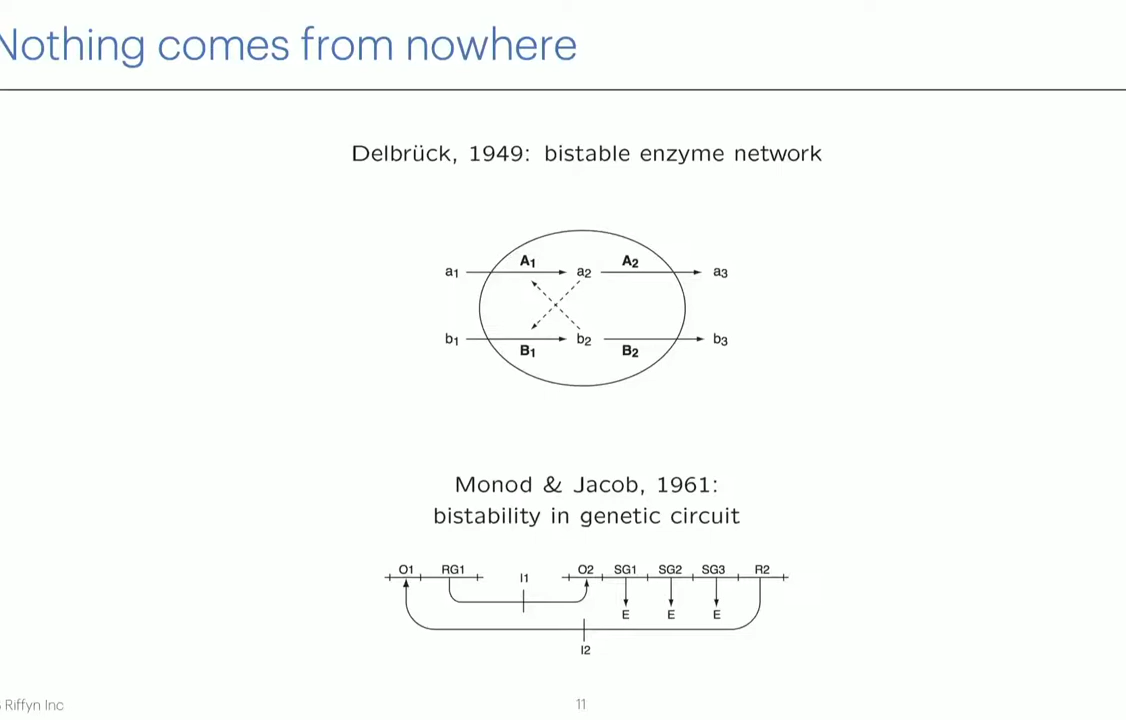 Nothing comes from nowhere
Delbrück, 1949: bistable enzyme network
A1 A2
a1 a2 a3
b1 b2 b3
B1 B2
Monod & Jacob, 1961:
bistability in genetic circuit
O1 RG1 I1 O2 SG1 SG2 SG3 R2
E E E
I2
Riffyn Inc
11